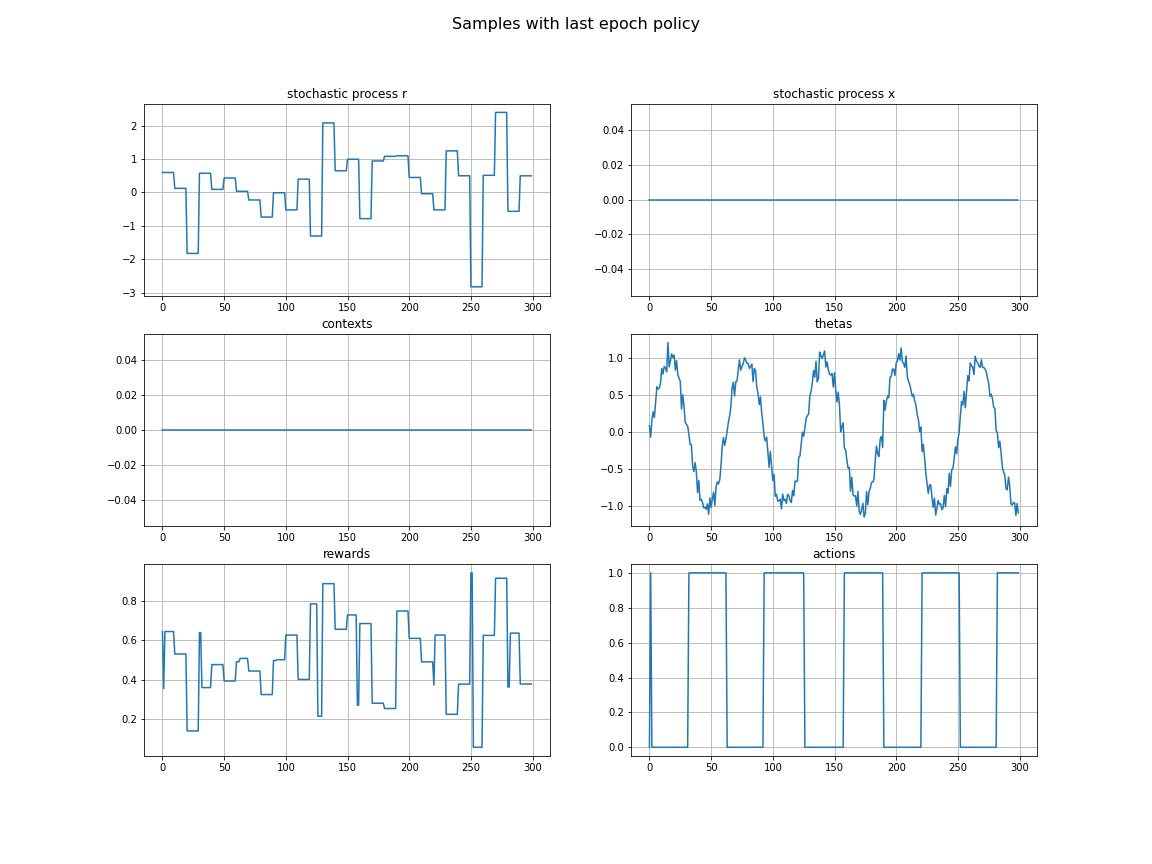 Samples with last epoch policy
stochastic process r
2
1
0
−1
−2
−3
0 50 100 150 200 250 300
stochastic process x
0.04
0.02
0.00
−0.02
−0.04
0 50 100 150 200 250 300
contexts
0.04
0.02
0.00
−0.02
−0.04
0 50 100 150 200 250 300
thetas
1.0
0.5
0.0
−0.5
−1.0
0 50 100 150 200 250 300
rewards
0.8
0.6
0.4
0.2
0 50 100 150 200 250 300
actions
1.0
0.8
0.6
0.4
0.2
0.0
0 50 100 150 200 250 300